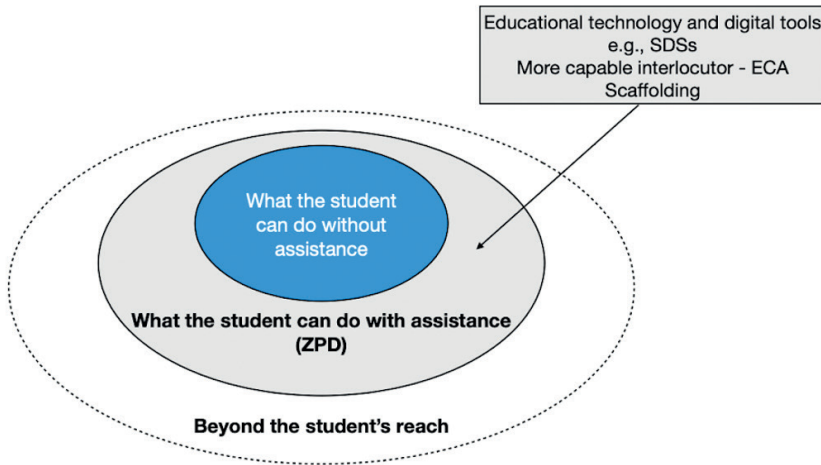 Educational technology and digital tools
e.g., SDSs
More capable interlocutor - ECA
Scaffolding
What the student
can do without
assistance
What the student can do with assistance
(ZPD)
Beyond the student's reach